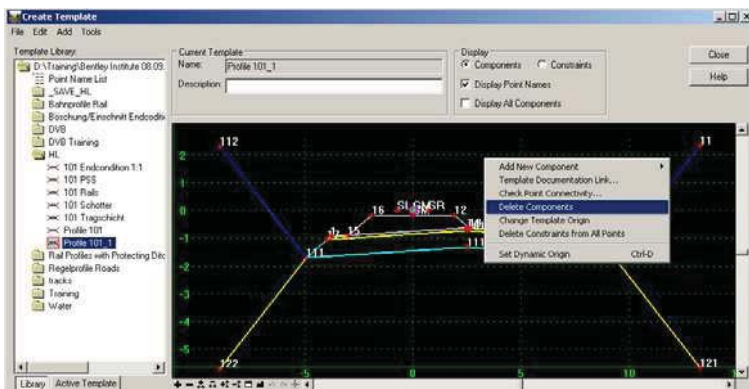 Create Template
File Edit Add Tools
Template Library:
D:\Training\Bentley Institute 08.09.
Point Name List
_SAVE_HL
Bahnprofile Rail
Böschung/Einschnitt Endcondit
DVB
DVB Training
HL
101 Endcondition 1:1
101 PSS
101 Rails
101 Schotter
101 Tragschicht
Profile 101
Profile 101_1
Rail Profiles with Protecting Ditc
Regelprofile Roads
tracks
Training
Water
Library Active Template
Current Template
Name: Profile 101_1
Description:
Display
Components Constraints
Display Point Names
Display All Components
Close
Help
112 11
2
1
0
-1
-2
-3
-4
-5
16 12
15
111 111
122 121
-5 0 5 10
Add New Component
Template Documentation Link...
Check Point Connectivity...
Delete Components
Change Template Origin
Delete Constraints from All Points
Set Dynamic Origin Ctrl-D